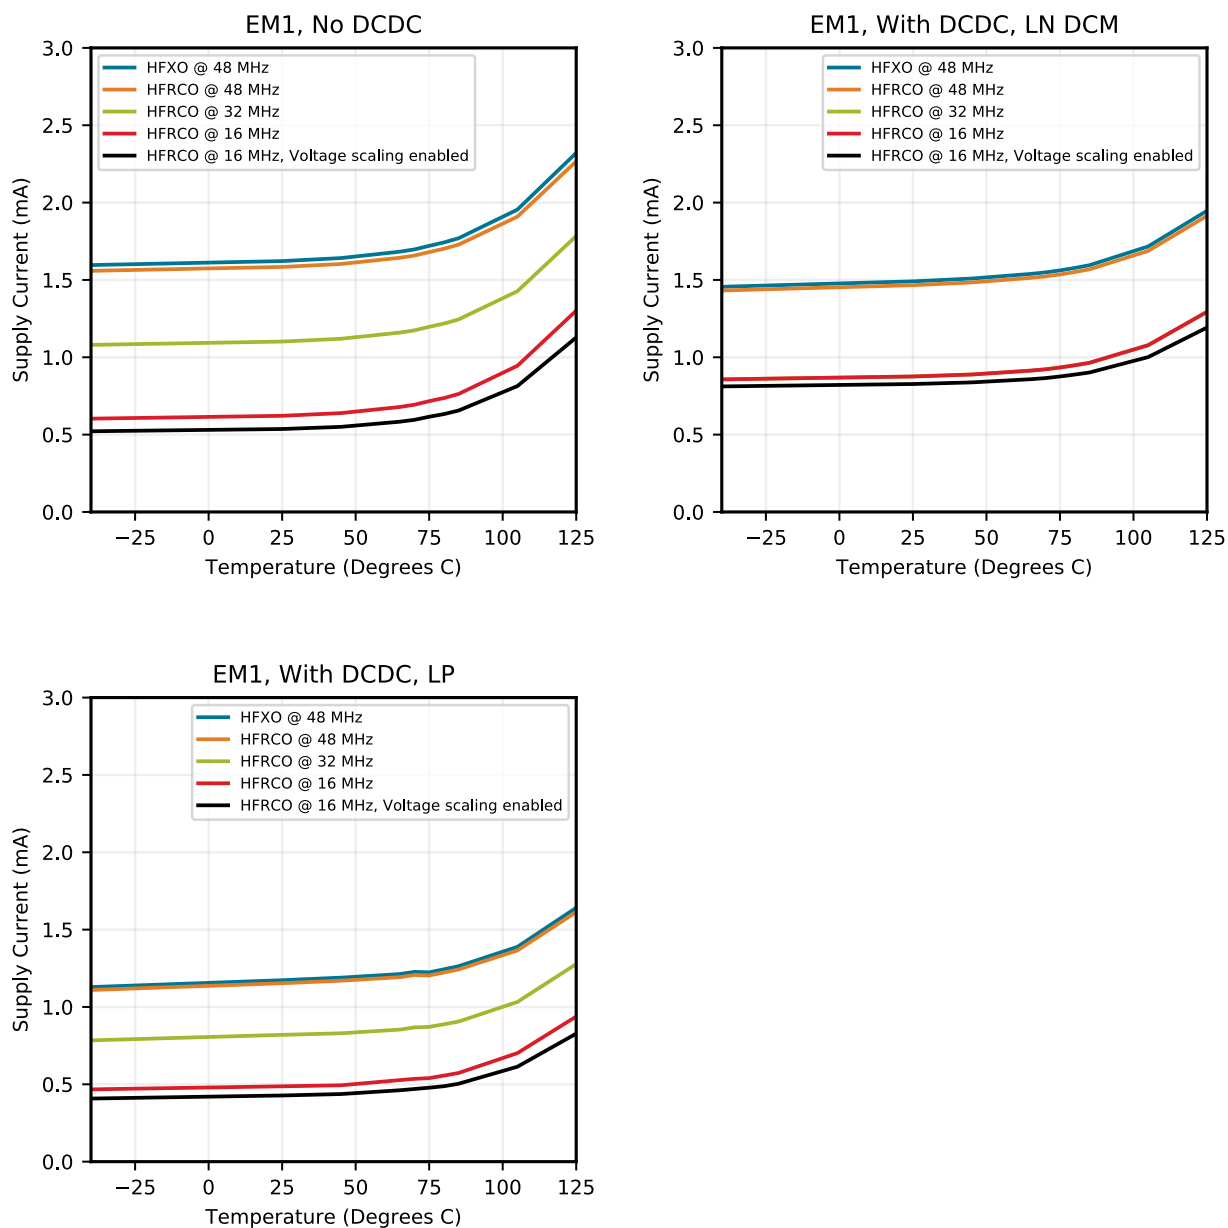 EM1, No DCDC
3.0
2.5
2.0
1.5
1.0
0.5
0.0
Supply Current (mA)
HFXO @ 48 MHz
HFRCO @ 48 MHz
HFRCO @ 32 MHz
HFRCO @ 16 MHz
HFRCO @ 16 MHz, Voltage scaling enabled
−25 0 25 50 75 100 125
Temperature (Degrees C)
EM1, With DCDC, LN DCM
3.0
2.5
2.0
1.5
1.0
0.5
0.0
Supply Current (mA)
HFXO @ 48 MHz
HFRCO @ 48 MHz
HFRCO @ 32 MHz
HFRCO @ 16 MHz
HFRCO @ 16 MHz, Voltage scaling enabled
−25 0 25 50 75 100 125
Temperature (Degrees C)
EM1, With DCDC, LP
3.0
2.5
2.0
1.5
1.0
0.5
0.0
Supply Current (mA)
HFXO @ 48 MHz
HFRCO @ 48 MHz
HFRCO @ 32 MHz
HFRCO @ 16 MHz
HFRCO @ 16 MHz, Voltage scaling enabled
−25 0 25 50 75 100 125
Temperature (Degrees C)